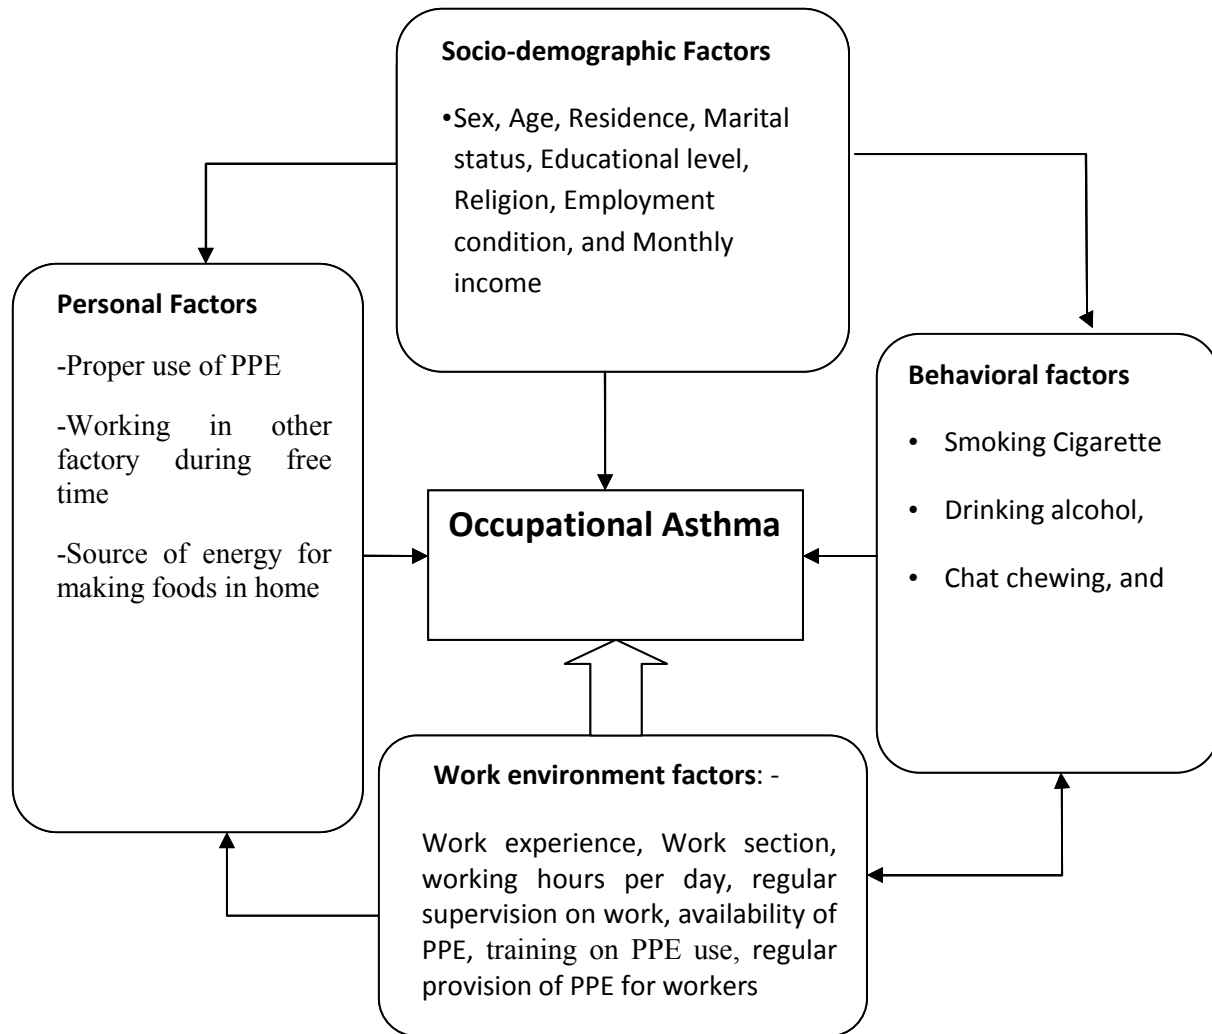 Socio-demographic Factors
•Sex, Age, Residence, Marital
status, Educational level,
Religion, Employment
condition, and Monthly
income
Personal Factors
-Proper use of PPE
-Working in other
factory during free
time
-Source of energy for
making foods in home
Behavioral factors
• Smoking Cigarette
• Drinking alcohol,
• Chat chewing, and
Occupational Asthma
Work environment factors: -
Work experience, Work section,
working hours per day, regular
supervision on work, availability of
PPE, training on PPE use, regular
provision of PPE for workers